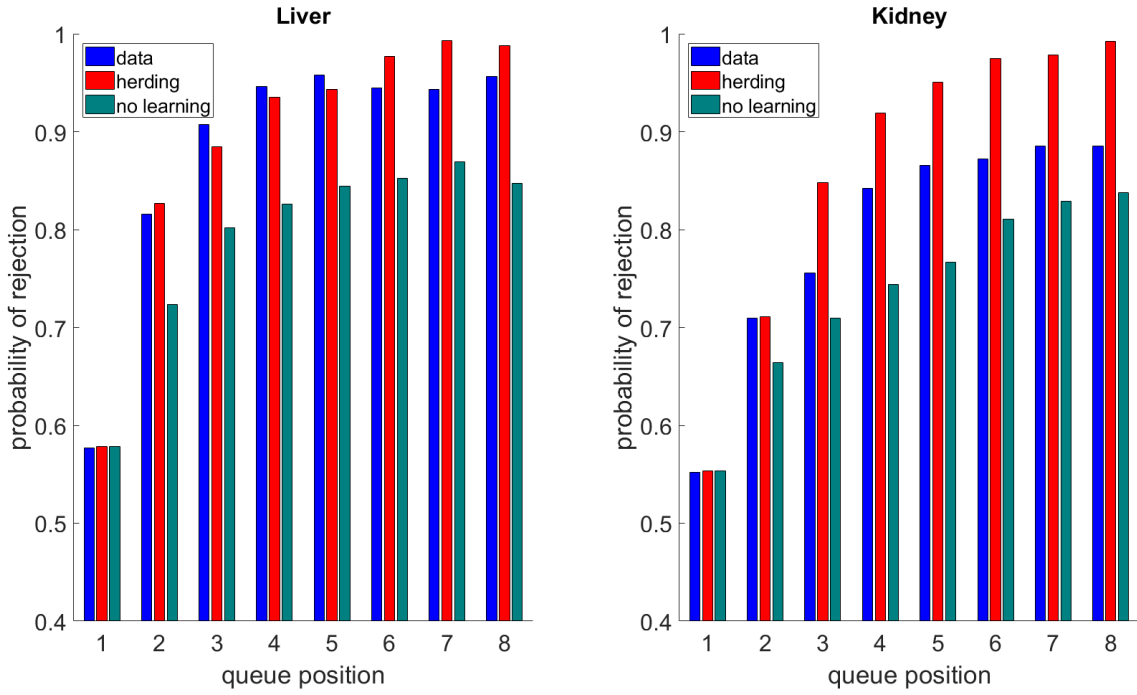 Liver
data
herding
no learning
probability of rejection
1
0.9
0.8
0.7
0.6
0.5
0.4
1 2 3 4 5 6 7 8
queue position
Kidney
data
herding
no learning
probability of rejection
1
0.9
0.8
0.7
0.6
0.5
0.4
1 2 3 4 5 6 7 8
queue position